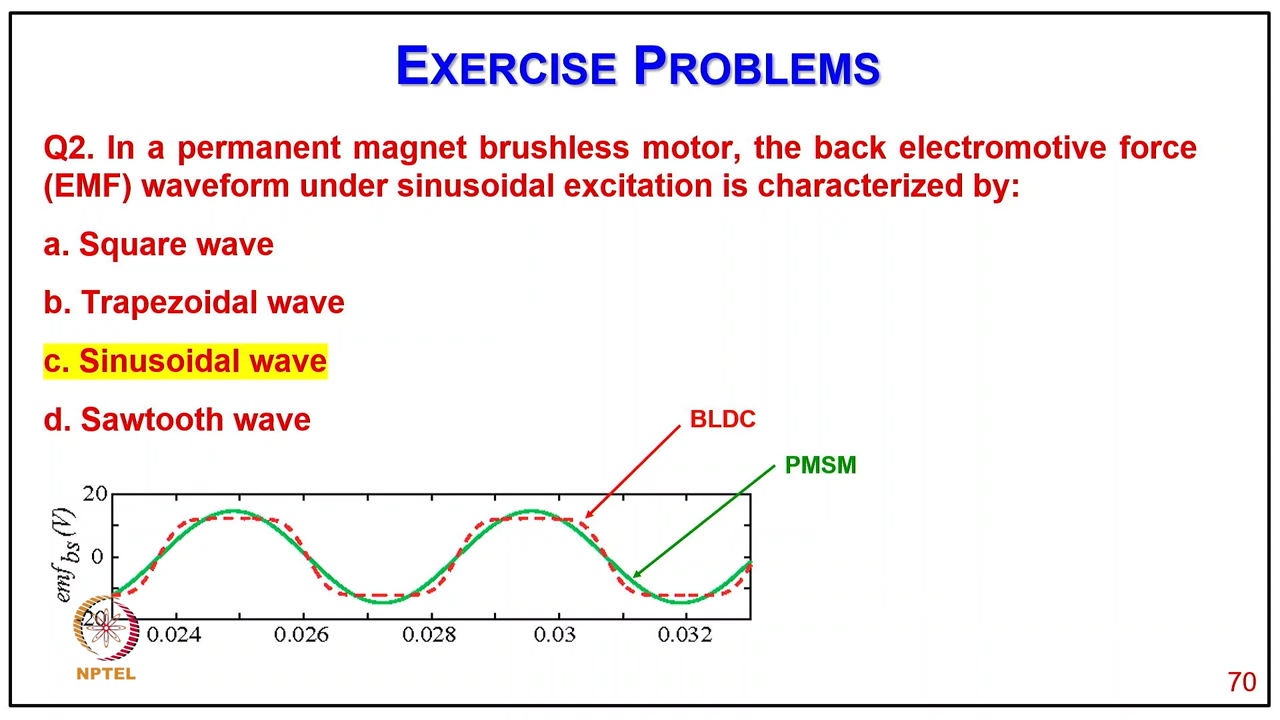 EXERCISE PROBLEMS
Q2. In a permanent magnet brushless motor, the back electromotive force
(EMF) waveform under sinusoidal excitation is characterized by:
a. Square wave
b. Trapezoidal wave
c. Sinusoidal wave
d. Sawtooth wave
BLDC
PMSM
20
0
-20
emf bs (V)
0.024 0.026 0.028 0.03 0.032
NPTEL
70